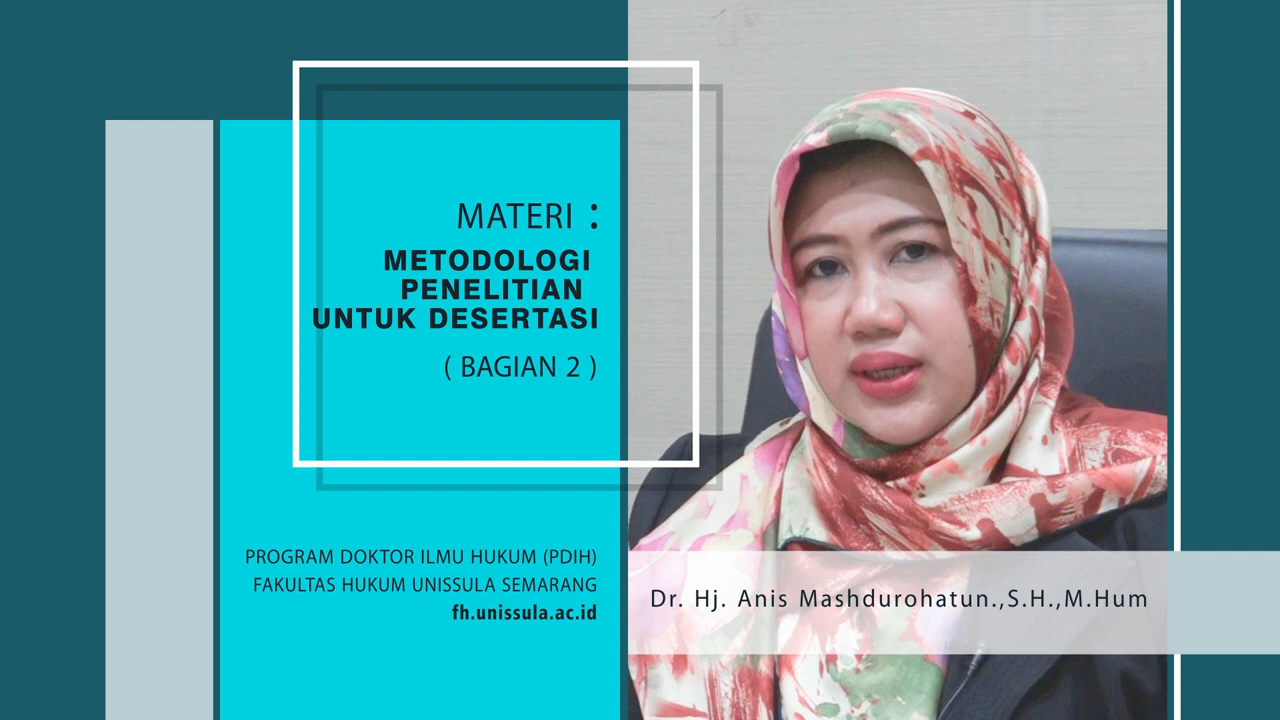 MATERI :
METODOLOGI
PENELITIAN
UNTUK DESERTASI
( BAGIAN 2 )
PROGRAM DOKTOR ILMU HUKUM (PDIH)
FAKULTAS HUKUM UNISSULA SEMARANG
fh.unissula.ac.id
Dr. Hj. Anis Mashdurohatun.,S.H.,M.Hum